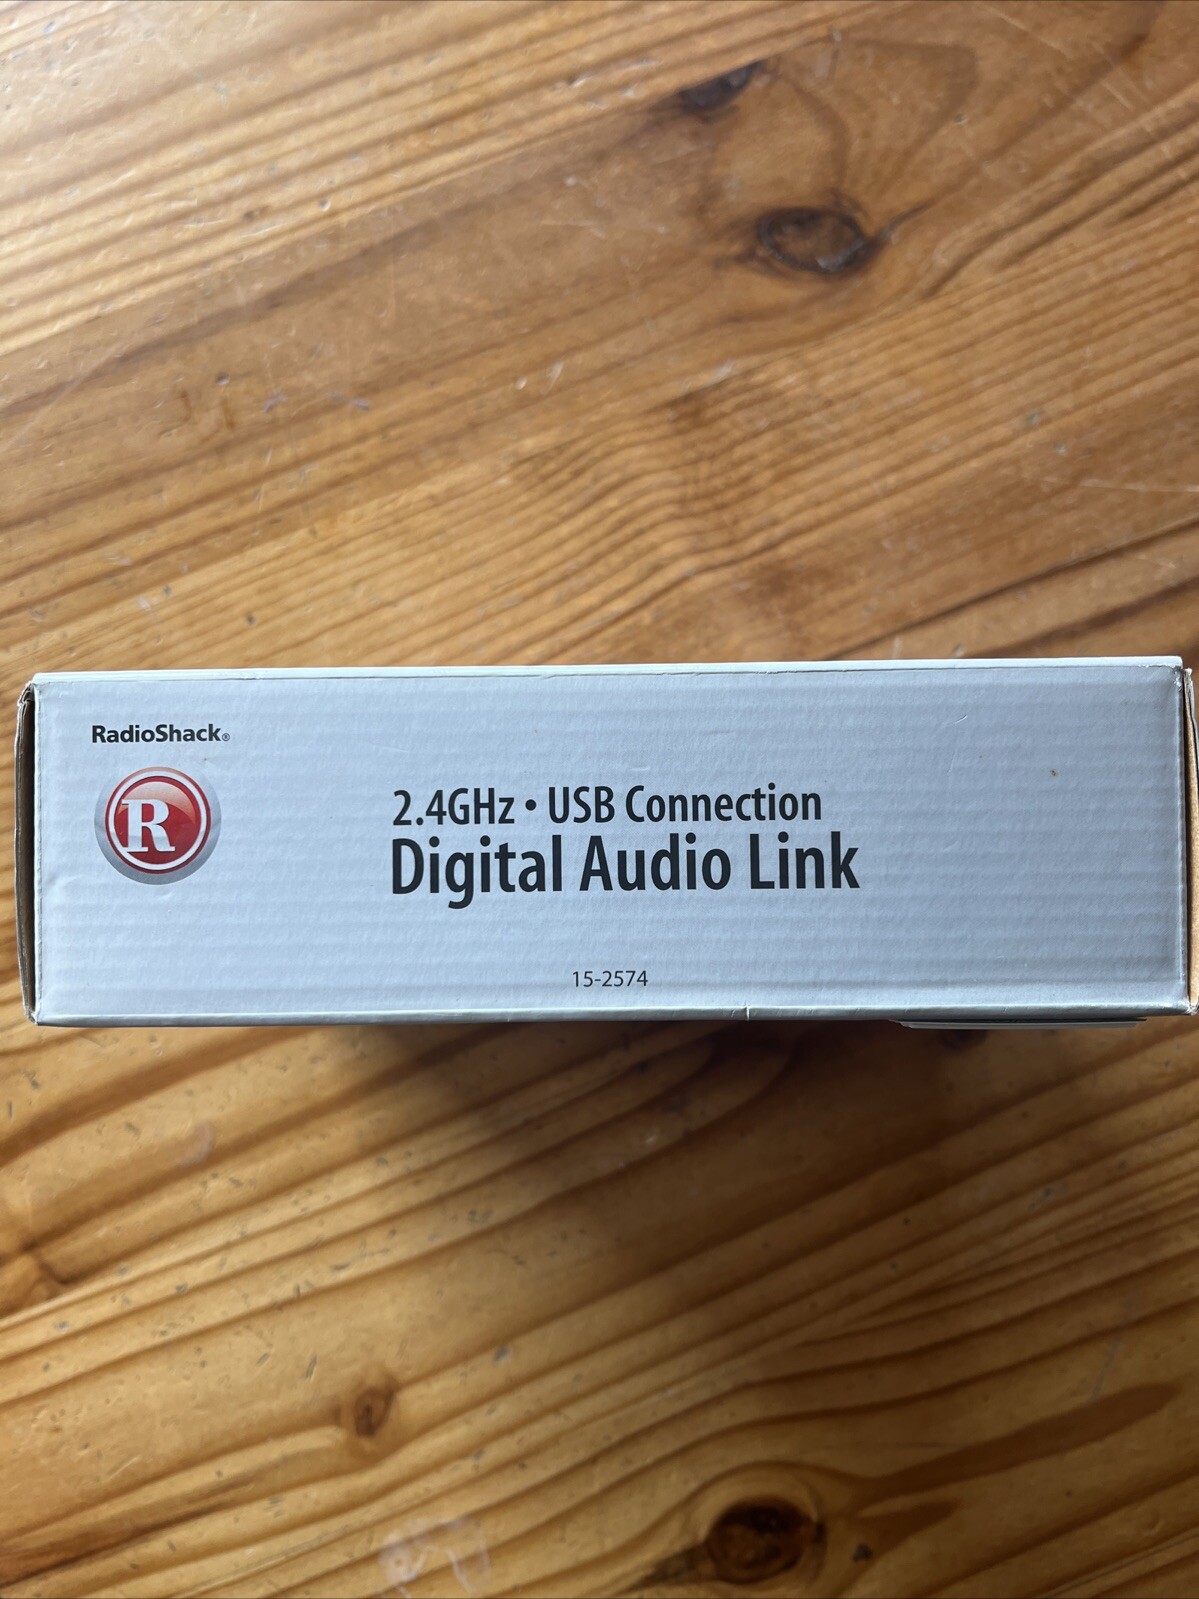 RadioShack®
R
2.4GHz • USB Connection
Digital Audio Link
15-2574